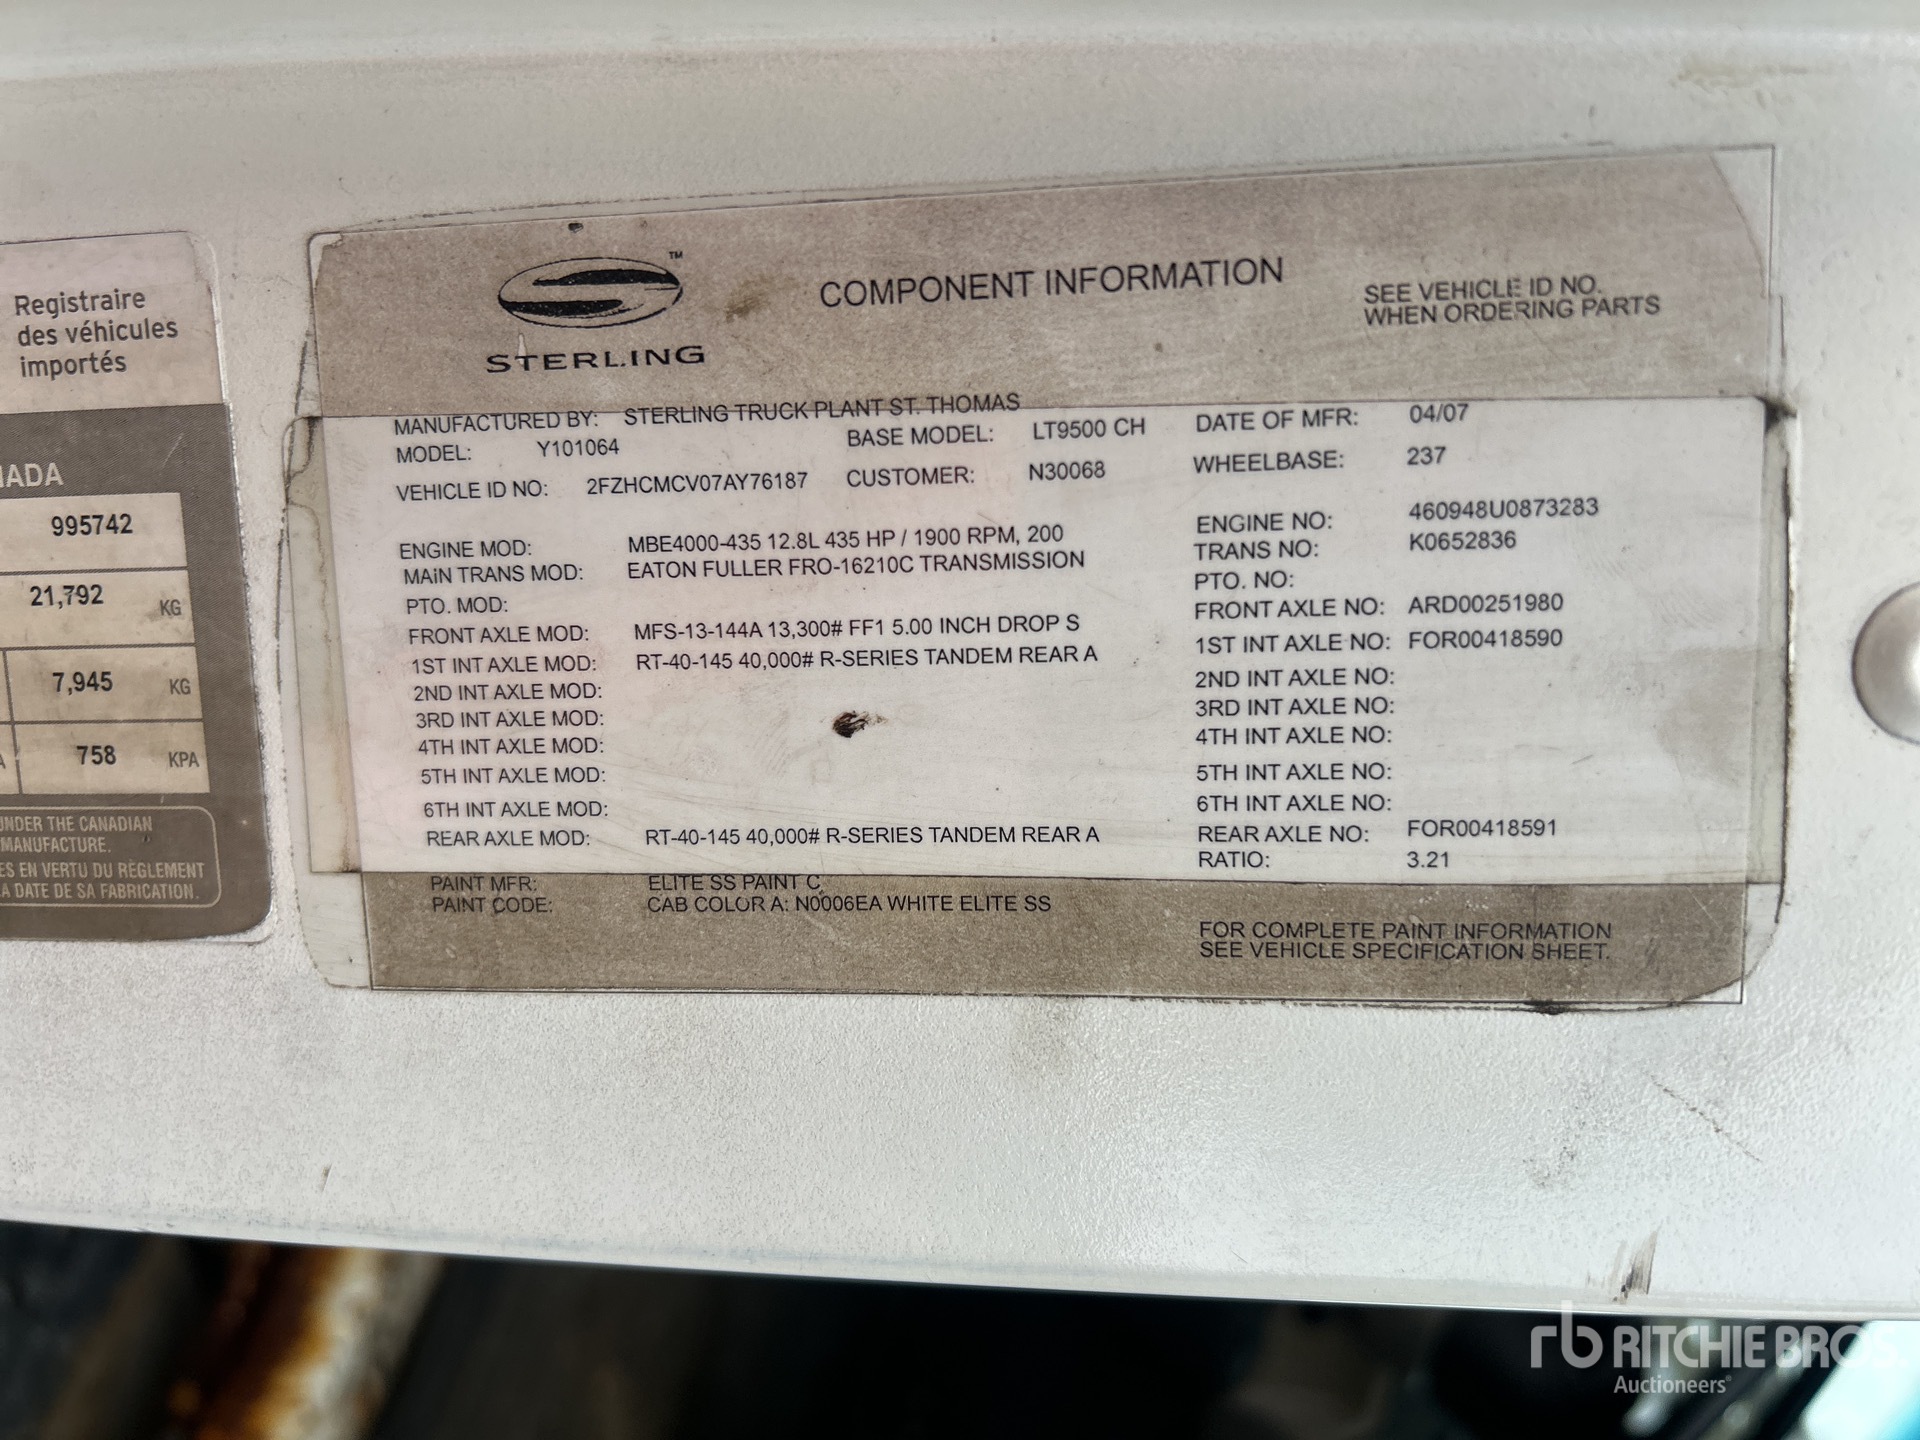 Registraire
des véhicules
importés
995742
21,792 KG
7,945 KG
758 KPA
UNDER THE CANADIAN
MANUFACTURE.
EN VERTU DU RÈGLEMENT
DATE DE SA FABRICATION.
STERLING™
COMPONENT INFORMATION
SEE VEHICLE ID NO.
WHEN ORDERING PARTS
MANUFACTURED BY: STERLING TRUCK PLANT ST. THOMAS DATE OF MFR: 04/07
MODEL: Y101064 BASE MODEL: LT9500 CH WHEELBASE: 237
VEHICLE ID NO: 2FZHCMCV07AY76187 CUSTOMER: N30068
ENGINE MOD: MBE4000-435 12.8L 435 HP / 1900 RPM, 200 ENGINE NO: 460948U0873283
MAIN TRANS MOD: EATON FULLER FRO-16210C TRANSMISSION TRANS NO: K0652836
PTO. MOD: PTO. NO:
FRONT AXLE MOD: MFS-13-144A 13,300# FF1 5.00 INCH DROP S FRONT AXLE NO: ARD00251980
1ST INT AXLE MOD: RT-40-145 40,000# R-SERIES TANDEM REAR A 1ST INT AXLE NO: FOR00418590
2ND INT AXLE MOD: 2ND INT AXLE NO:
3RD INT AXLE MOD: 3RD INT AXLE NO:
4TH INT AXLE MOD: 4TH INT AXLE NO:
5TH INT AXLE MOD: 5TH INT AXLE NO:
6TH INT AXLE MOD: 6TH INT AXLE NO:
REAR AXLE MOD: RT-40-145 40,000# R-SERIES TANDEM REAR A REAR AXLE NO: FOR00418591
RATIO: 3.21
PAINT MFR: ELITE SS PAINT C
PAINT CODE: CAB COLOR A: N0006EA WHITE ELITE SS
FOR COMPLETE PAINT INFORMATION
SEE VEHICLE SPECIFICATION SHEET.
rb RITCHIE BROS
Auctioneers